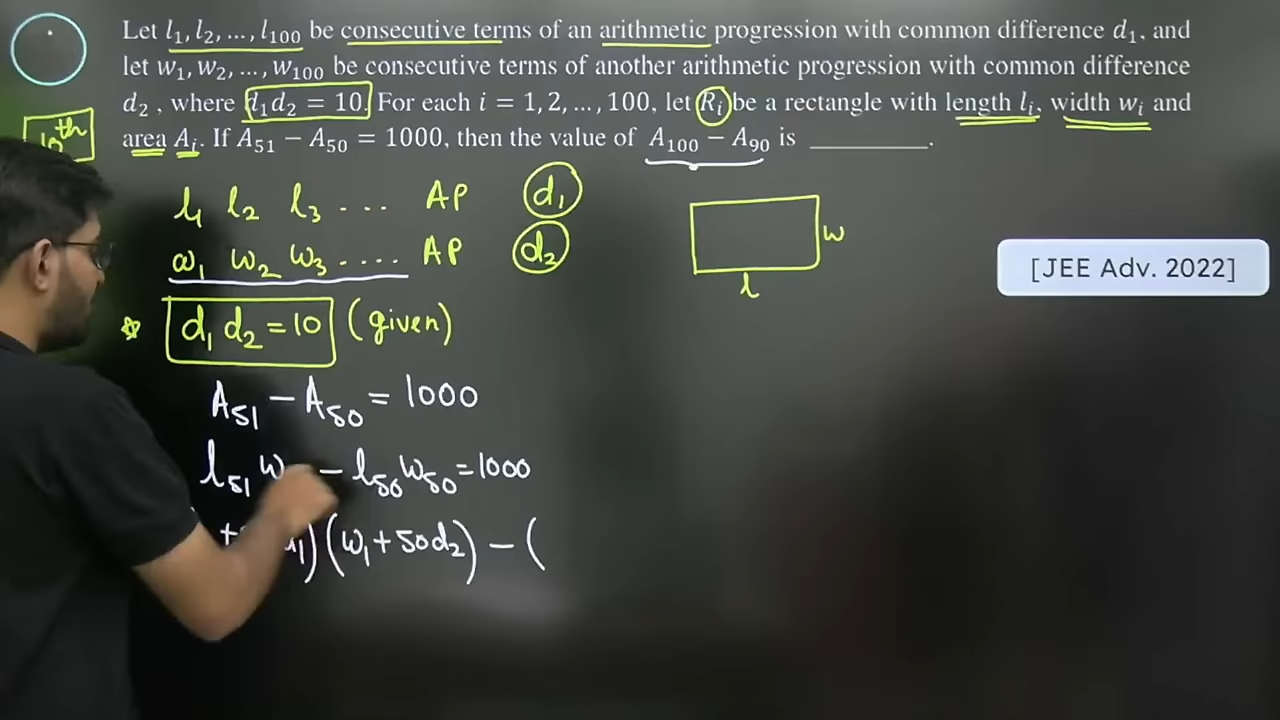 Let l₁, l₂, ..., l₁₀₀ be consecutive terms of an arithmetic progression with common difference d₁, and
let w₁, w₂, ..., w₁₀₀ be consecutive terms of another arithmetic progression with common difference
d₂ , where d₁d₂ = 10. For each i = 1, 2, ..., 100, let Rᵢ be a rectangle with length lᵢ, width wᵢ and
area Aᵢ. If A₅₁ − A₅₀ = 1000, then the value of A₁₀₀ − A₉₀ is __________.
10th
l₁ l₂ l₃ ... AP d₁
w₁ w₂ w₃ .... AP d₂
w
l
[JEE Adv. 2022]
d₁ d₂ = 10 (given)
A₅₁ − A₅₀ = 1000
l₅₁ w − l₅₀ w₅₀ = 1000
) (w₁ + 50d₂) − (